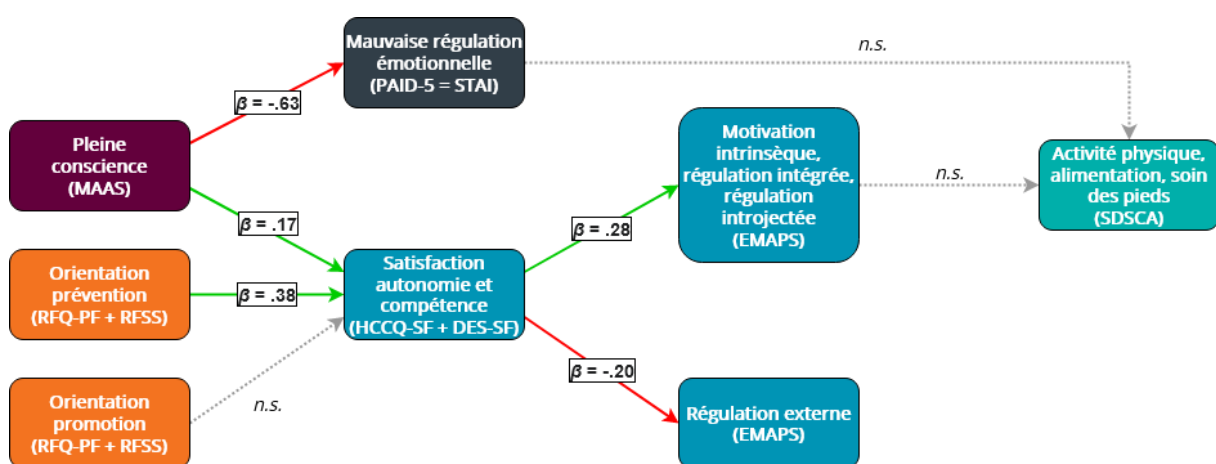 Mauvaise régulation
émotionnelle
(PAID-5 = STAI)
n.s.
β = -.63
Pleine
conscience
(MAAS)
Motivation
intrinsèque,
régulation intégrée,
régulation
introjectée
(EMAPS)
n.s.
Activité physique,
alimentation, soin
des pieds
(SDSCA)
β = .17
β = .28
Orientation
prévention
(RFQ-PF + RFSS)
β = .38
Satisfaction
autonomie et
compétence
(HCCQ-SF + DES-SF)
β = -.20
Orientation
promotion
(RFQ-PF + RFSS)
n.s.
Régulation externe
(EMAPS)